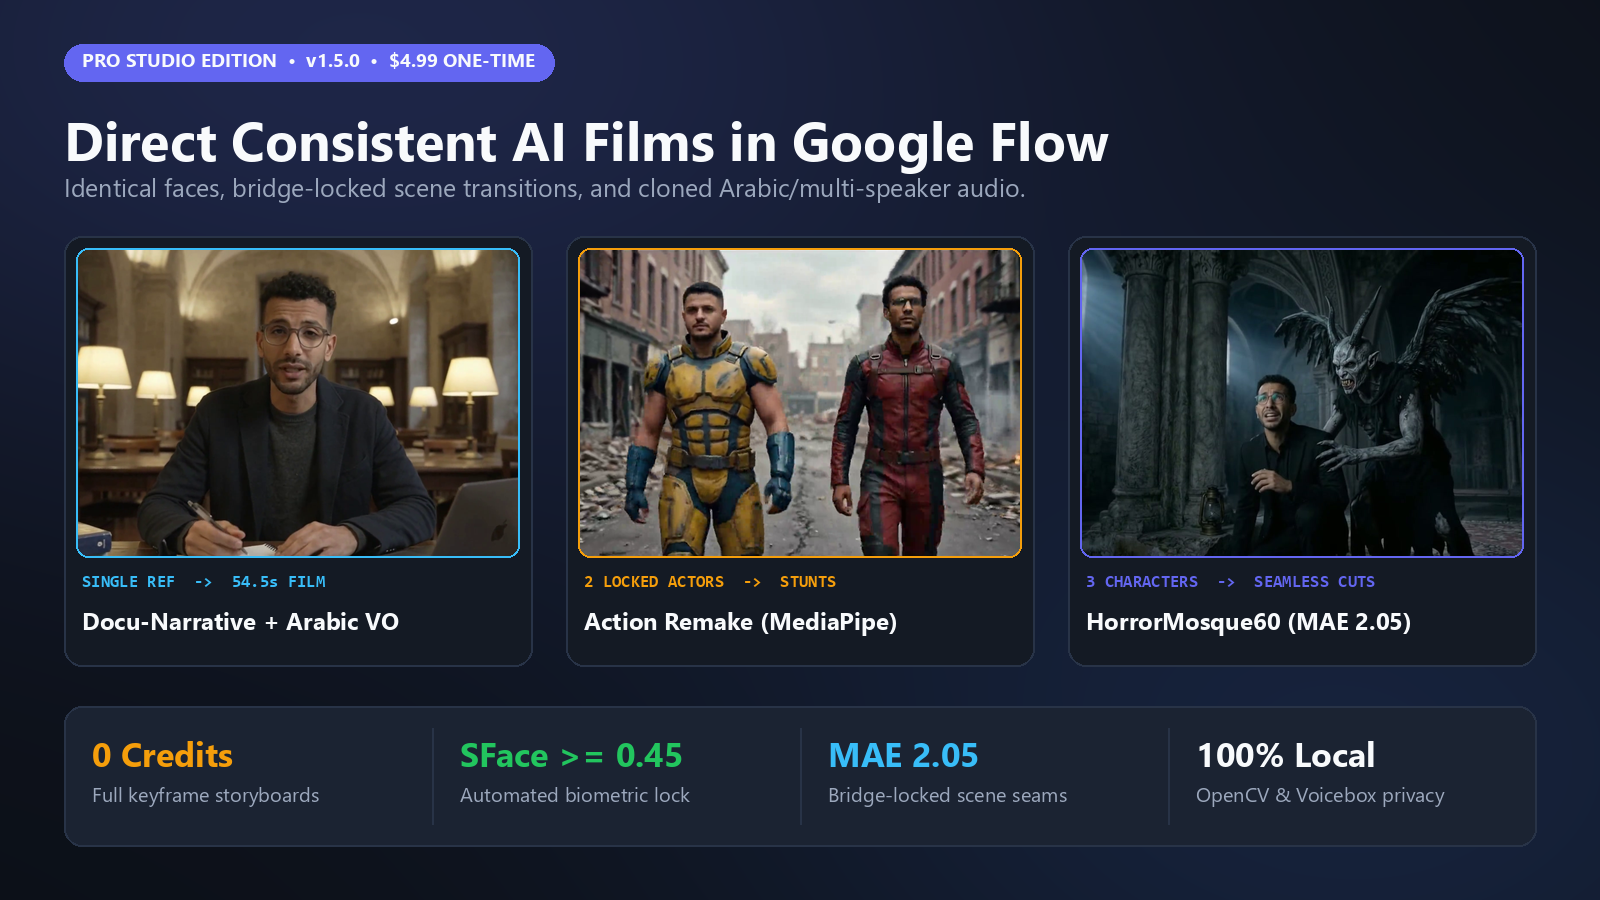 PRO STUDIO EDITION • v1.5.0 • $4.99 ONE-TIME
Direct Consistent AI Films in Google Flow
Identical faces, bridge-locked scene transitions, and cloned Arabic/multi-speaker audio.
SINGLE REF -> 54.5s FILM
Docu-Narrative + Arabic VO
2 LOCKED ACTORS -> STUNTS
Action Remake (MediaPipe)
3 CHARACTERS -> SEAMLESS CUTS
HorrorMosque60 (MAE 2.05)
0 Credits
Full keyframe storyboards
SFace >= 0.45
Automated biometric lock
MAE 2.05
Bridge-locked scene seams
100% Local
OpenCV & Voicebox privacy